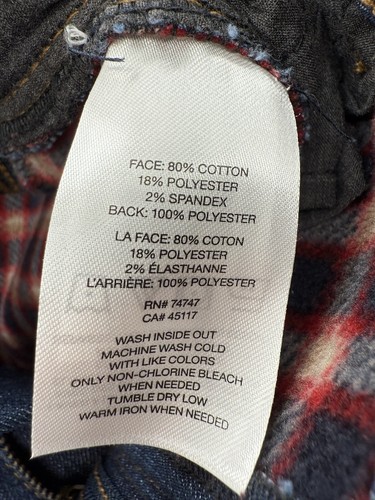 FACE: 80% COTTON
18% POLYESTER
2% SPANDEX
BACK: 100% POLYESTER
LA FACE: 80% COTON
18% POLYESTER
2% ÉLASTHANNE
L'ARRIÈRE: 100% POLYESTER
RN# 74747
CA# 45117
WASH INSIDE OUT
MACHINE WASH COLD
WITH LIKE COLORS
ONLY NON-CHLORINE BLEACH
WHEN NEEDED
TUMBLE DRY LOW
WARM IRON WHEN NEEDED